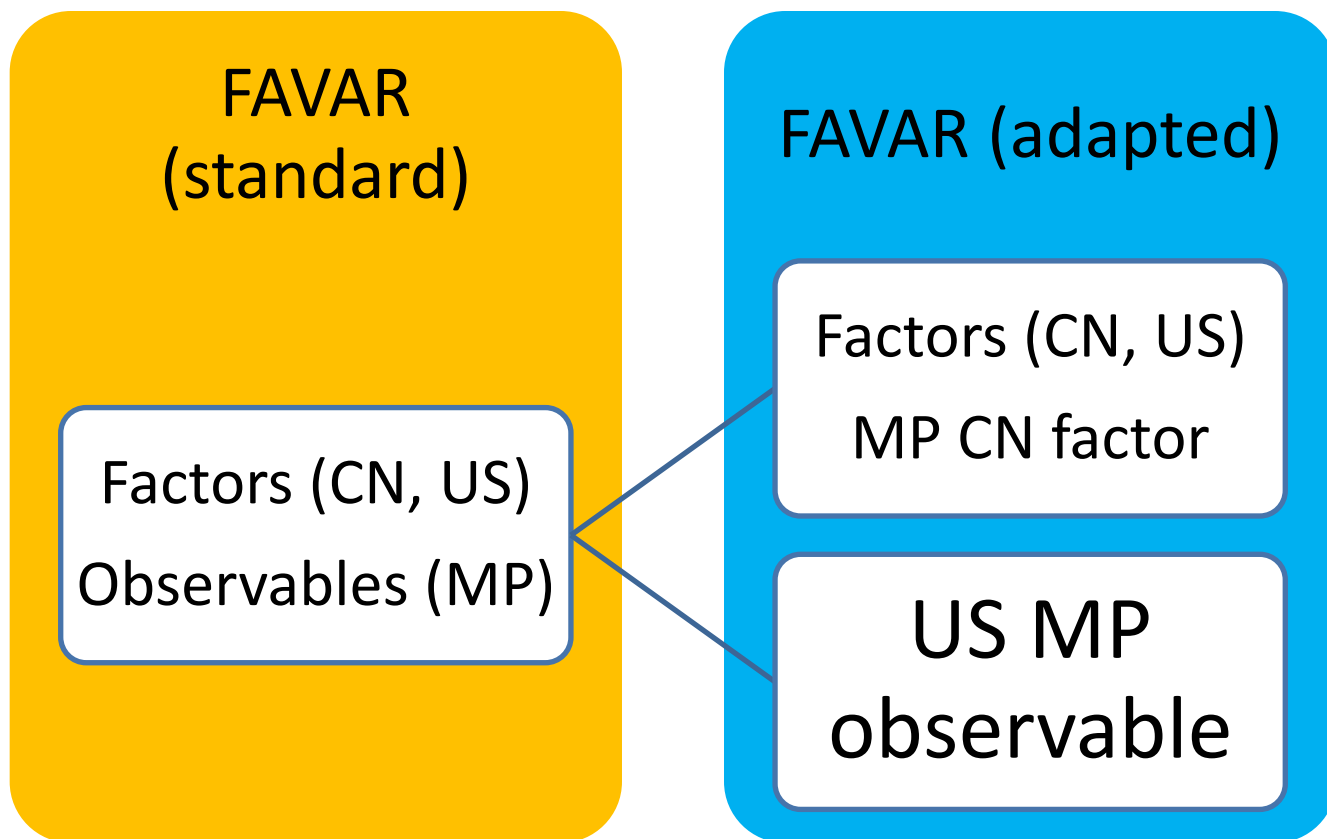 FAVAR
(standard)
Factors (CN, US)
Observables (MP)
FAVAR (adapted)
Factors (CN, US)
MP CN factor
US MP
observable